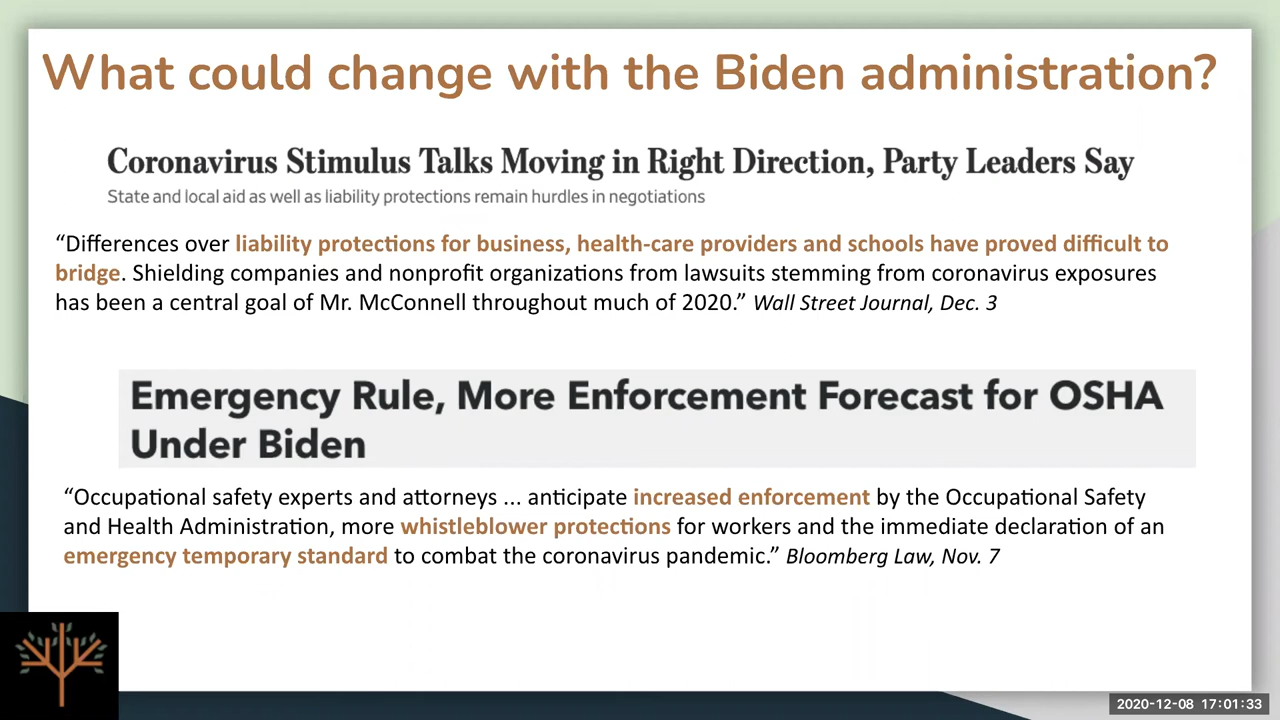 What could change with the Biden administration?
Coronavirus Stimulus Talks Moving in Right Direction, Party Leaders Say
State and local aid as well as liability protections remain hurdles in negotiations
“Differences over liability protections for business, health-care providers and schools have proved difficult to
bridge. Shielding companies and nonprofit organizations from lawsuits stemming from coronavirus exposures
has been a central goal of Mr. McConnell throughout much of 2020.” Wall Street Journal, Dec. 3
Emergency Rule, More Enforcement Forecast for OSHA
Under Biden
“Occupational safety experts and attorneys ... anticipate increased enforcement by the Occupational Safety
and Health Administration, more whistleblower protections for workers and the immediate declaration of an
emergency temporary standard to combat the coronavirus pandemic.” Bloomberg Law, Nov. 7
2020-12-08 17:01:33